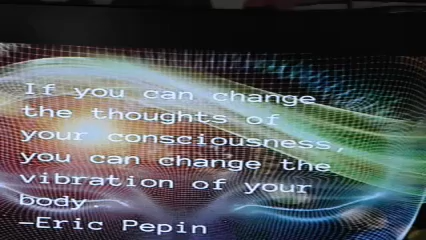 If you can change
the thoughts of
your consciousness,
you can change the
vibration of your
body.
—Eric Pepin